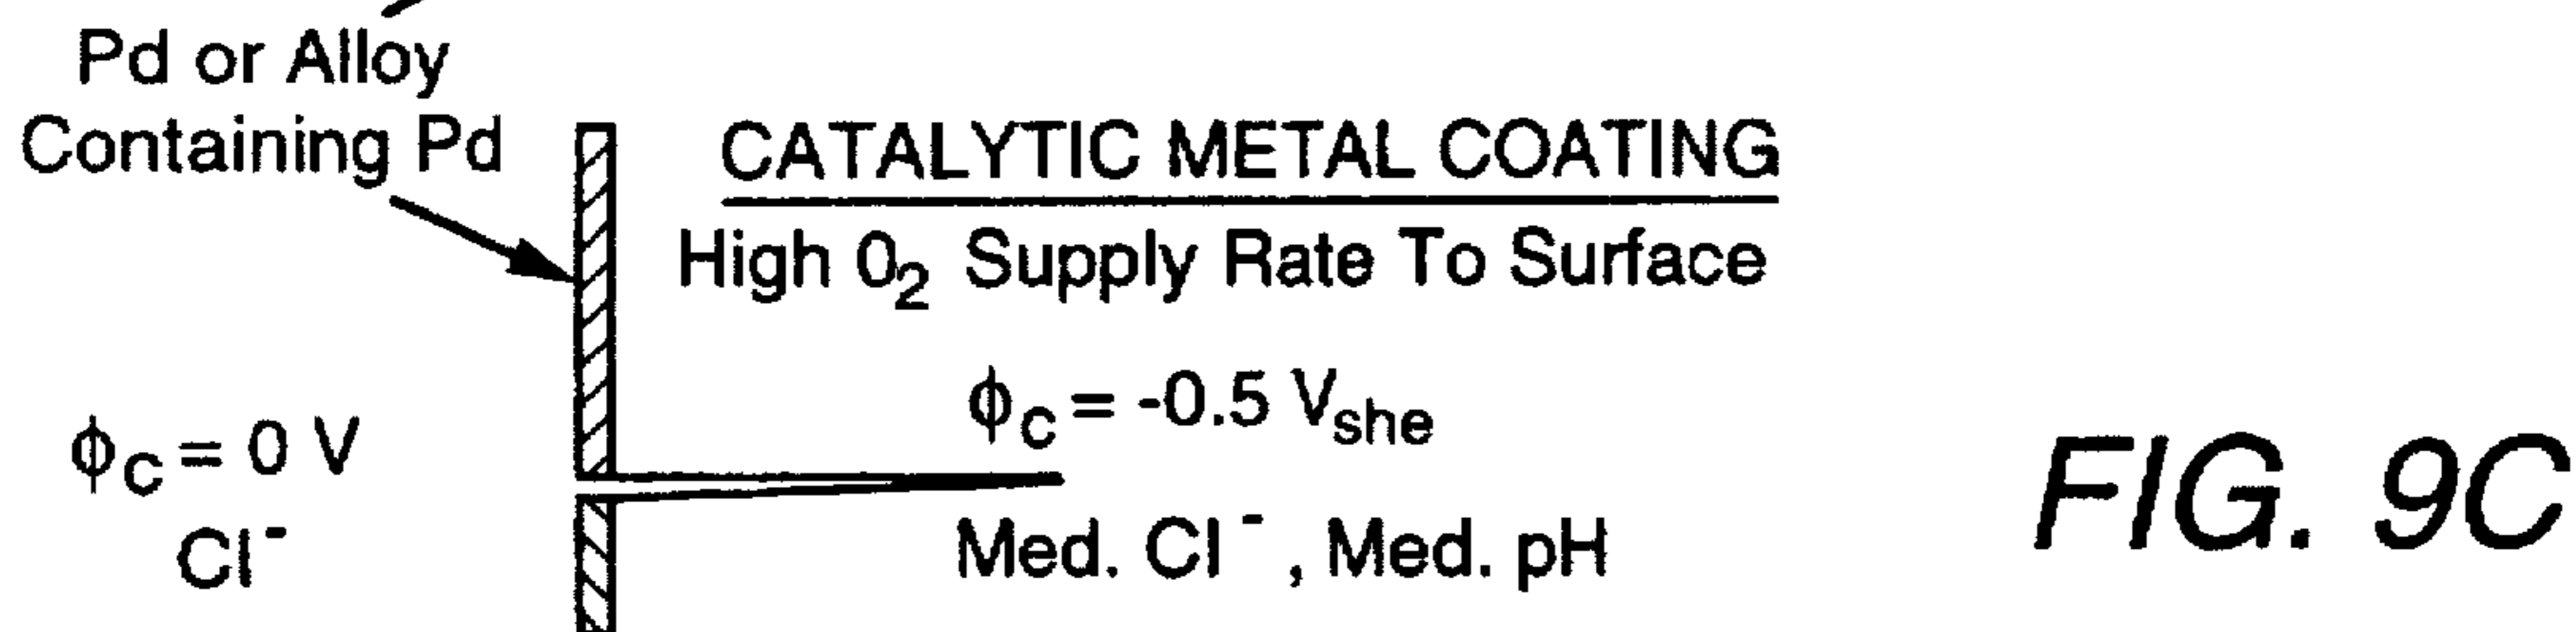 Pd or Alloy
Containing Pd
CATALYTIC METAL COATING
High O₂ Supply Rate To Surface
ϕc = -0.5 Vshe
ϕc = 0 V
Cl⁻
Med. Cl⁻, Med. pH
FIG. 9C